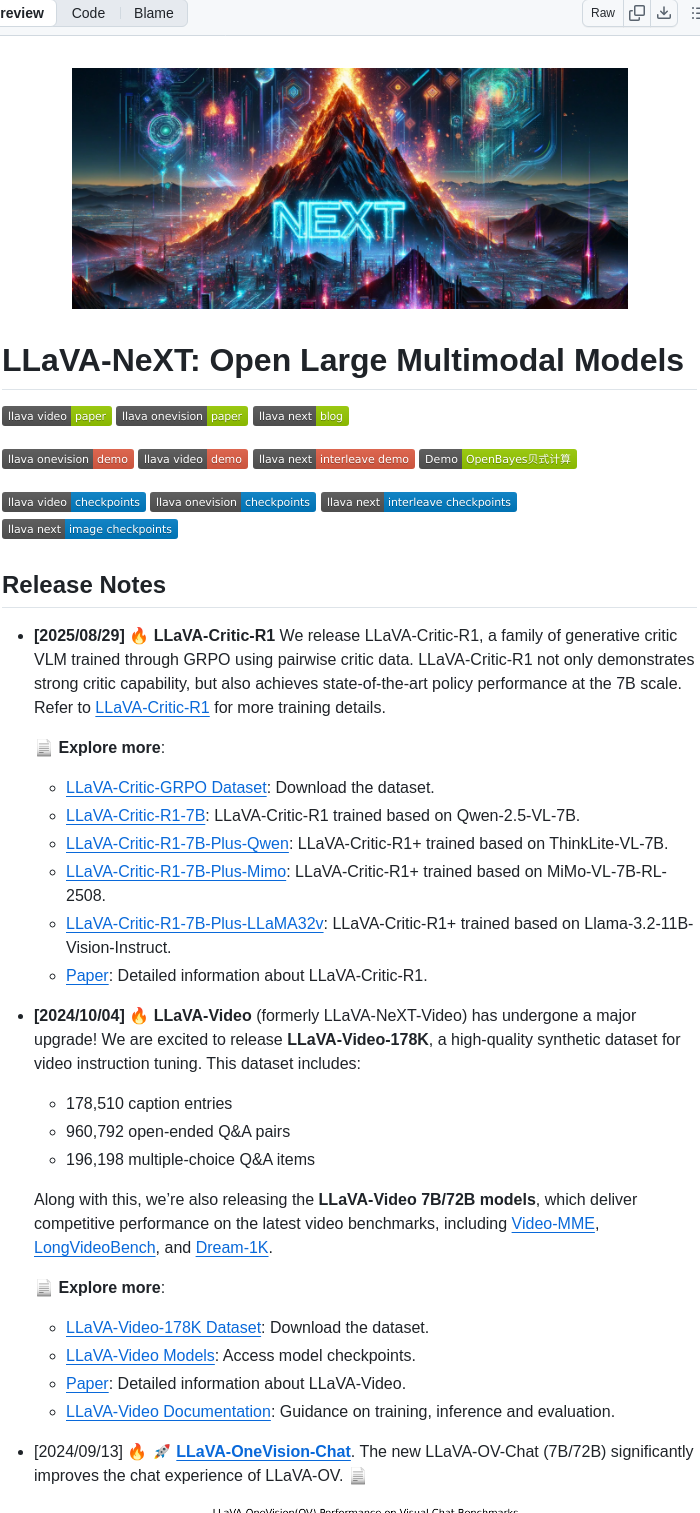 review Code Blame Raw
NEXT
LLaVA-NeXT: Open Large Multimodal Models
llava video paper llava onevision paper llava next blog
llava onevision demo llava video demo llava next interleave demo Demo OpenBayes贝式计算
llava video checkpoints llava onevision checkpoints llava next interleave checkpoints
llava next image checkpoints
Release Notes
[2025/08/29] 🔥 LLaVA-Critic-R1 We release LLaVA-Critic-R1, a family of generative critic
VLM trained through GRPO using pairwise critic data. LLaVA-Critic-R1 not only demonstrates
strong critic capability, but also achieves state-of-the-art policy performance at the 7B scale.
Refer to LLaVA-Critic-R1 for more training details.
📄 Explore more:
LLaVA-Critic-GRPO Dataset: Download the dataset.
LLaVA-Critic-R1-7B: LLaVA-Critic-R1 trained based on Qwen-2.5-VL-7B.
LLaVA-Critic-R1-7B-Plus-Qwen: LLaVA-Critic-R1+ trained based on ThinkLite-VL-7B.
LLaVA-Critic-R1-7B-Plus-Mimo: LLaVA-Critic-R1+ trained based on MiMo-VL-7B-RL-
2508.
LLaVA-Critic-R1-7B-Plus-LLaMA32v: LLaVA-Critic-R1+ trained based on Llama-3.2-11B-
Vision-Instruct.
Paper: Detailed information about LLaVA-Critic-R1.
[2024/10/04] 🔥 LLaVA-Video (formerly LLaVA-NeXT-Video) has undergone a major
upgrade! We are excited to release LLaVA-Video-178K, a high-quality synthetic dataset for
video instruction tuning. This dataset includes:
178,510 caption entries
960,792 open-ended Q&A pairs
196,198 multiple-choice Q&A items
Along with this, we’re also releasing the LLaVA-Video 7B/72B models, which deliver
competitive performance on the latest video benchmarks, including Video-MME,
LongVideoBench, and Dream-1K.
📄 Explore more:
LLaVA-Video-178K Dataset: Download the dataset.
LLaVA-Video Models: Access model checkpoints.
Paper: Detailed information about LLaVA-Video.
LLaVA-Video Documentation: Guidance on training, inference and evaluation.
[2024/09/13] 🔥 🚀 LLaVA-OneVision-Chat. The new LLaVA-OV-Chat (7B/72B) significantly
improves the chat experience of LLaVA-OV. 📄
LLaVA OneVision(OV) Performance on Visual Chat Benchmarks